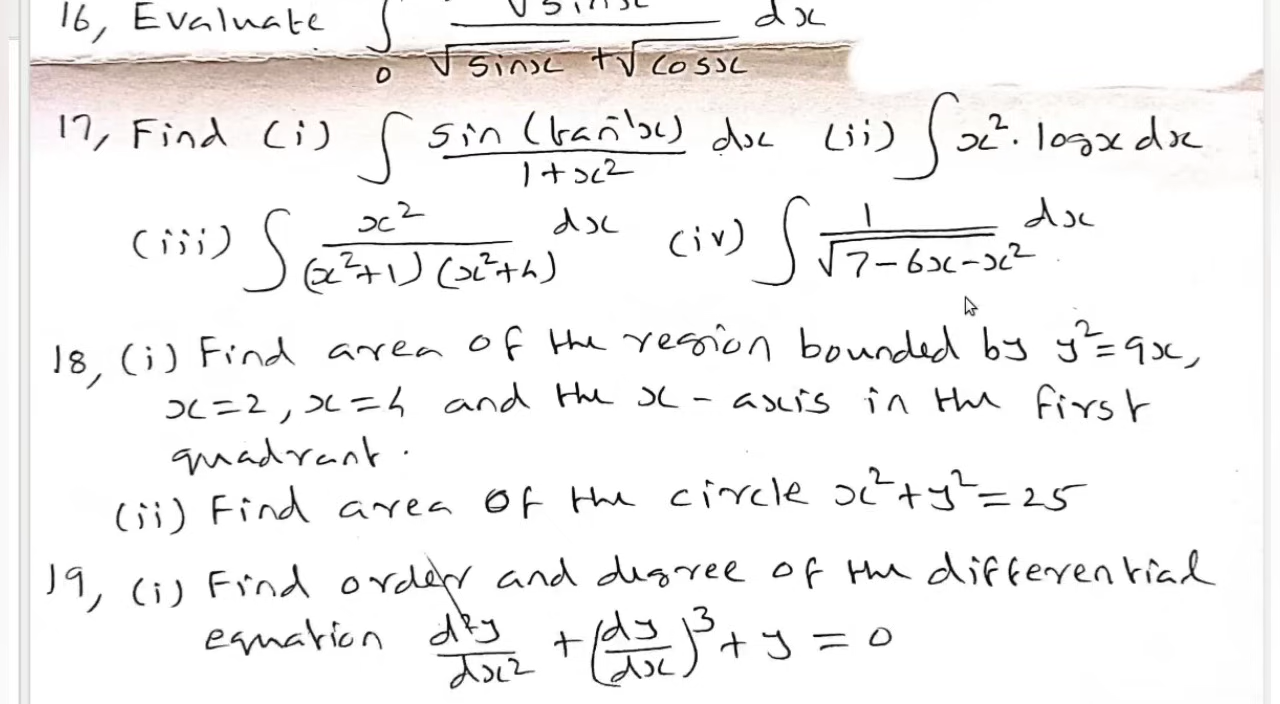 16, Evaluate ∫₀ √sinx / (√sinx + √cosx) dx
17, Find (i) ∫ sin(tan⁻¹x) / (1+x²) dx (ii) ∫ x². logx dx
(iii) ∫ x² / ((x²+1)(x²+4)) dx (iv) ∫ 1 / √(7-6x-x²) dx
18, (i) Find area of the region bounded by y²=9x,
x=2, x=4 and the x-axis in the first
quadrant.
(ii) Find area of the circle x²+y²=25
19, (i) Find order and degree of the differential
equation d²y/dx² + (dy/dx)³ + y = 0